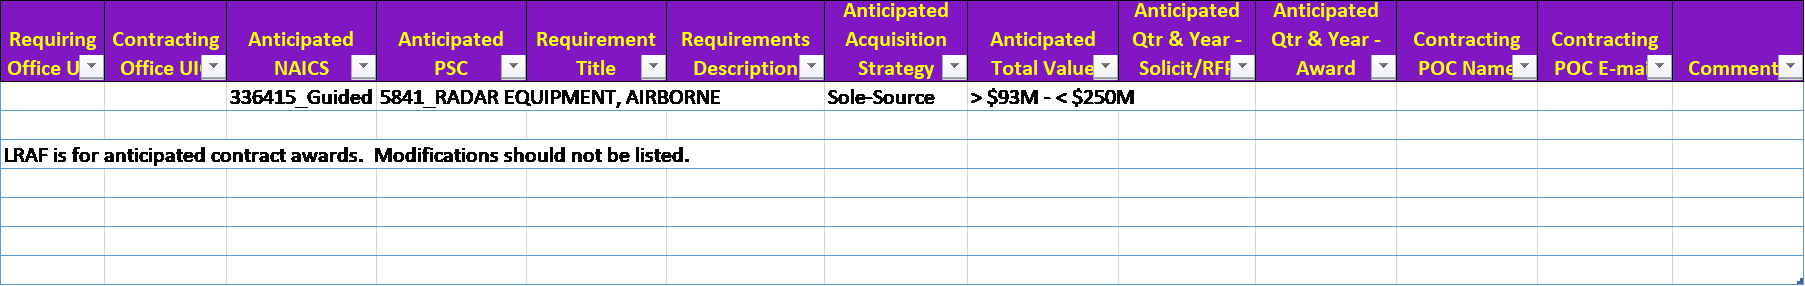 Requiring Office U
Contracting Office UI
Anticipated NAICS
Anticipated PSC
Requirement Title
Requirements Description
Anticipated Acquisition Strategy
Anticipated Total Value
Anticipated Qtr & Year - Solicit/RFP
Anticipated Qtr & Year - Award
Contracting POC Name
Contracting POC E-mai
Comment
336415_Guided 5841_RADAR EQUIPMENT, AIRBORNE Sole-Source > $93M - < $250M
LRAF is for anticipated contract awards.  Modifications should not be listed.